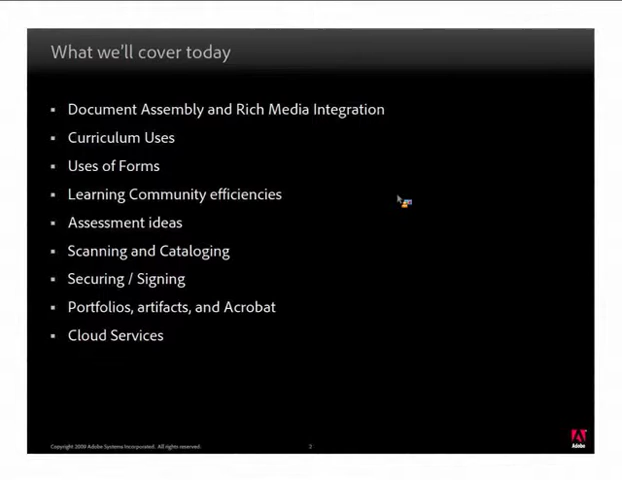 What we'll cover today
Document Assembly and Rich Media Integration
Curriculum Uses
Uses of Forms
Learning Community efficiencies
Assessment ideas
Scanning and Cataloging
Securing / Signing
Portfolios, artifacts, and Acrobat
Cloud Services
Copyright 2009 Adobe Systems Incorporated. All rights reserved.
2
Adobe